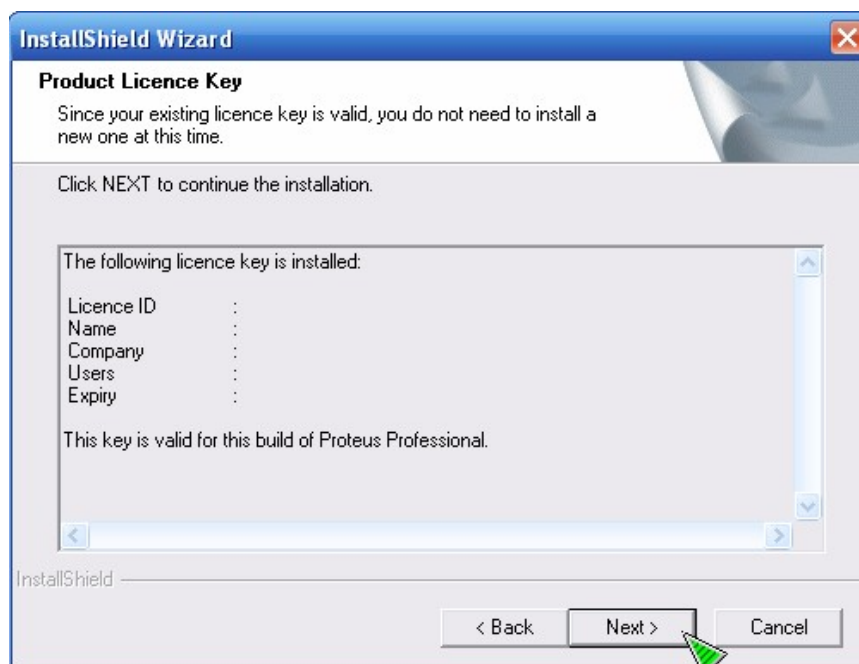 InstallShield Wizard
Product Licence Key
Since your existing licence key is valid, you do not need to install a
new one at this time.
Click NEXT to continue the installation.
The following licence key is installed:
Licence ID :
Name :
Company :
Users :
Expiry :
This key is valid for this build of Proteus Professional.
InstallShield
< Back Next > Cancel